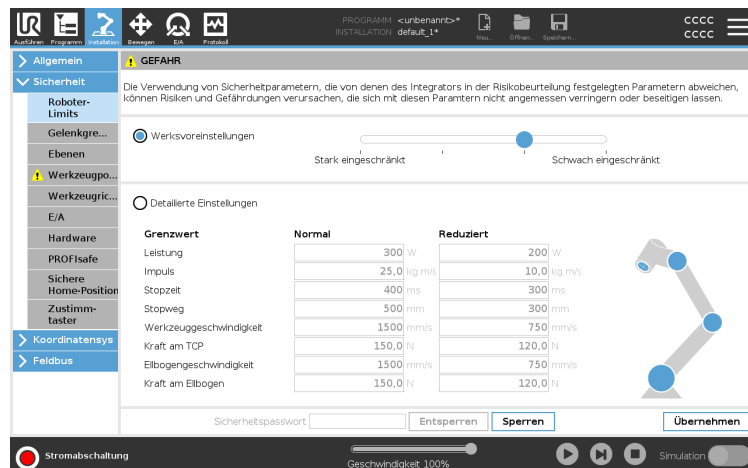 UR
Ausführen Programm Installation Bewegen E/A Protokoll
PROGRAMM <unbenannt>*
INSTALLATION default_1*
Neu... Öffnen... Speichern...
cccc
cccc
Allgemein
Sicherheit
Roboter-
Limits
Gelenkgre...
Ebenen
Werkzeugpo...
Werkzeugric...
E/A
Hardware
PROFIsafe
Sichere
Home-Position
Zustimm-
taster
Koordinatensys
Feldbus
GEFAHR
Die Verwendung von Sicherheitparametern, die von denen des Integrators in der Risikobeurteilung festgelegten Parametern abweichen,
können Risiken und Gefährdungen verursachen, die sich mit diesen Paramtern nicht angemessen verringern oder beseitigen lassen.
Werksvoreinstellungen
Stark eingeschränkt Schwach eingeschränkt
Detailierte Einstellungen
Grenzwert Normal Reduziert
Leistung 300 W 200 W
Impuls 25,0 kg m/s 10,0 kg m/s
Stopzeit 400 ms 300 ms
Stopweg 500 mm 300 mm
Werkzeuggeschwindigkeit 1500 mm/s 750 mm/s
Kraft am TCP 150,0 N 120,0 N
Ellbogengeschwindigkeit 1500 mm/s 750 mm/s
Kraft am Ellbogen 150,0 N 120,0 N
Sicherheitspasswort Entsperren Sperren Übernehmen
Stromabschaltung
Geschwindigkeit 100%
Simulation